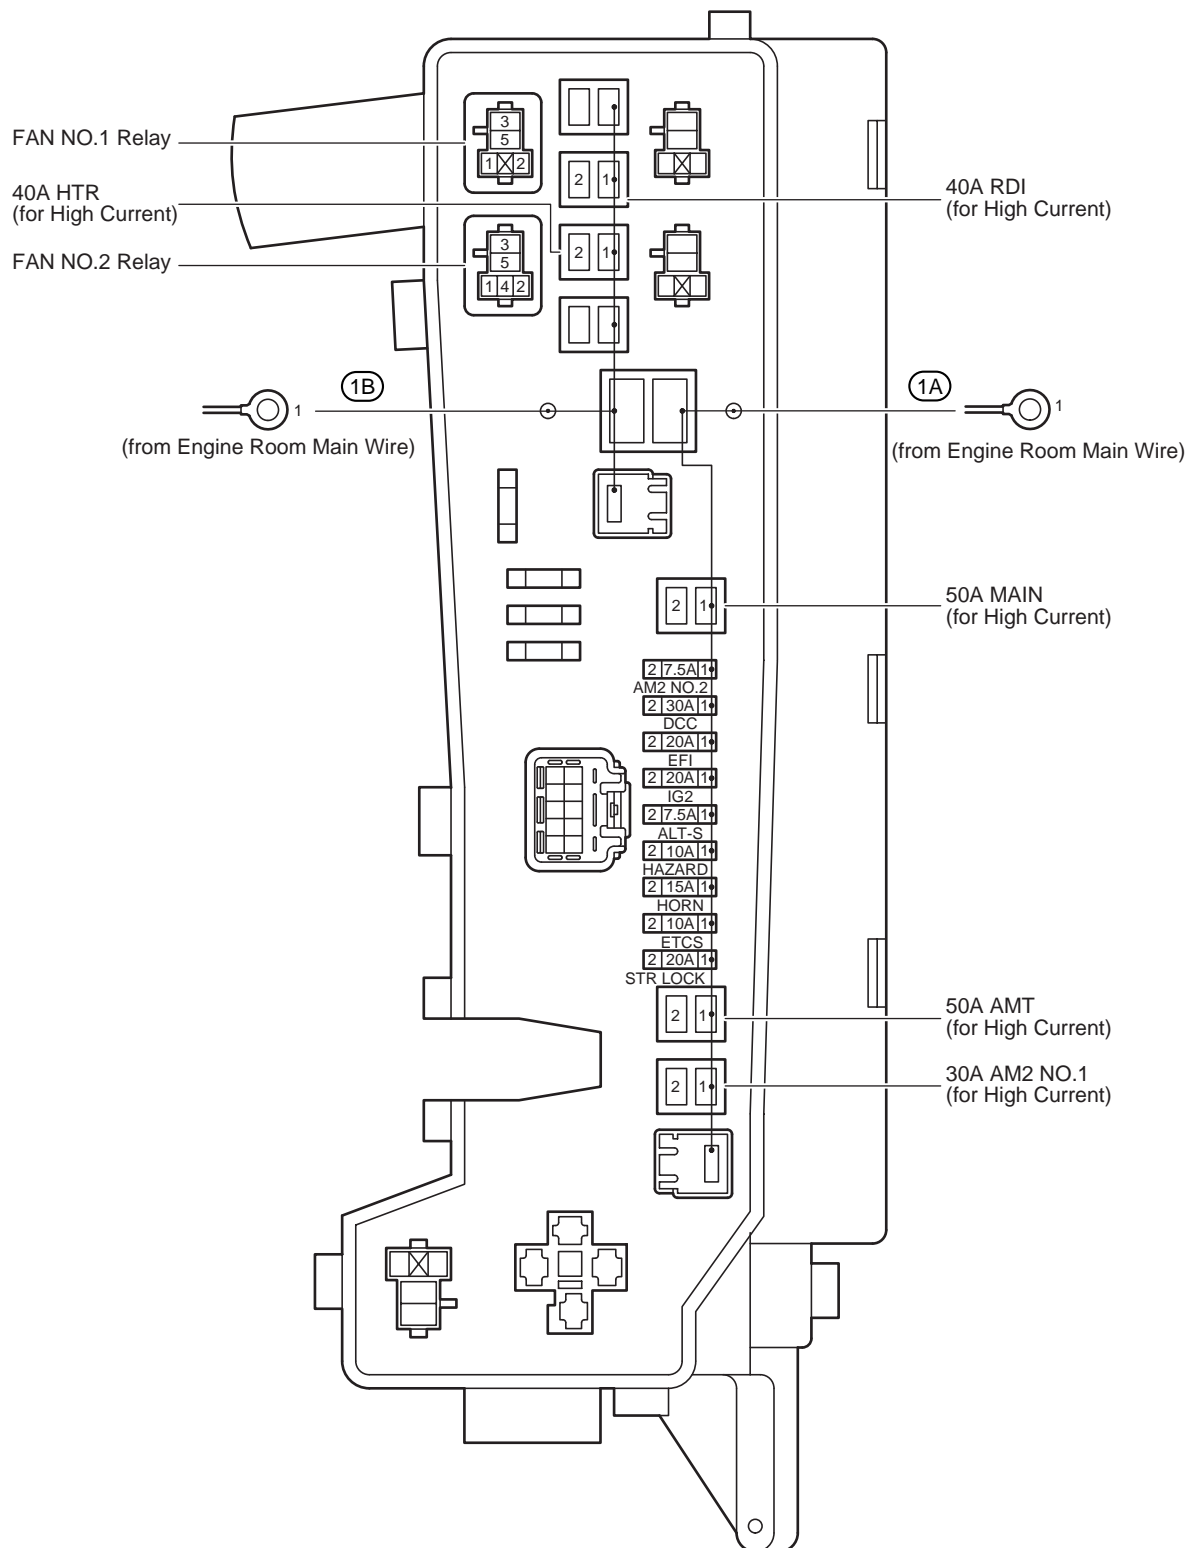 3
5
1 2
FAN NO.1 Relay
2 1
40A HTR
(for High Current)
40A RDI
(for High Current)
2 1
3
5
1 4 2
FAN NO.2 Relay
1B
1A
1
1
(from Engine Room Main Wire)
(from Engine Room Main Wire)
50A MAIN
(for High Current)
2 1
2 7.5A 1
AM2 NO.2
2 30A 1
DCC
2 20A 1
EFI
2 20A 1
IG2
2 7.5A 1
ALT-S
2 10A 1
HAZARD
2 15A 1
HORN
2 10A 1
ETCS
2 20A 1
STR LOCK
2 1
50A AMT
(for High Current)
2 1
30A AM2 NO.1
(for High Current)